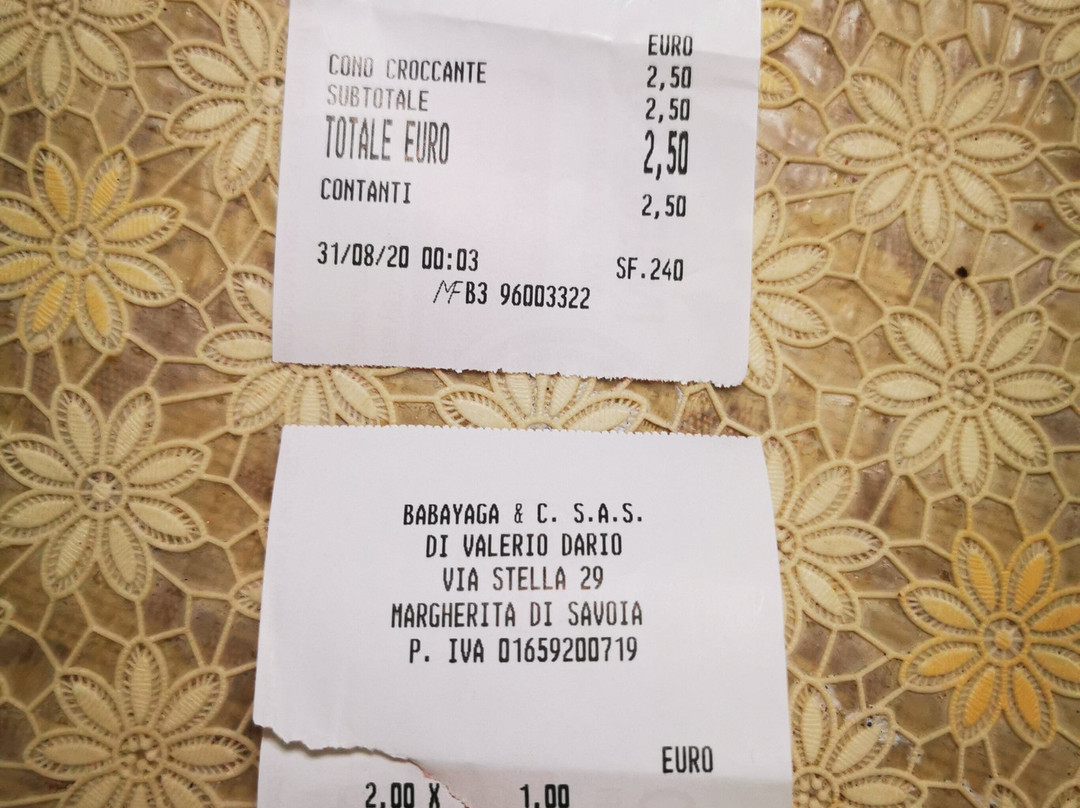 EURO
CONO CROCCANTE 2,50
SUBTOTALE 2,50
TOTALE EURO 2,50
CONTANTI 2,50
31/08/20 00:03 SF.240
MFB3 96003322
BABAYAGA & C. S.A.S.
DI VALERIO DARIO
VIA STELLA 29
MARGHERITA DI SAVOIA
P. IVA 01659200719
EURO
2,00 X 1,00